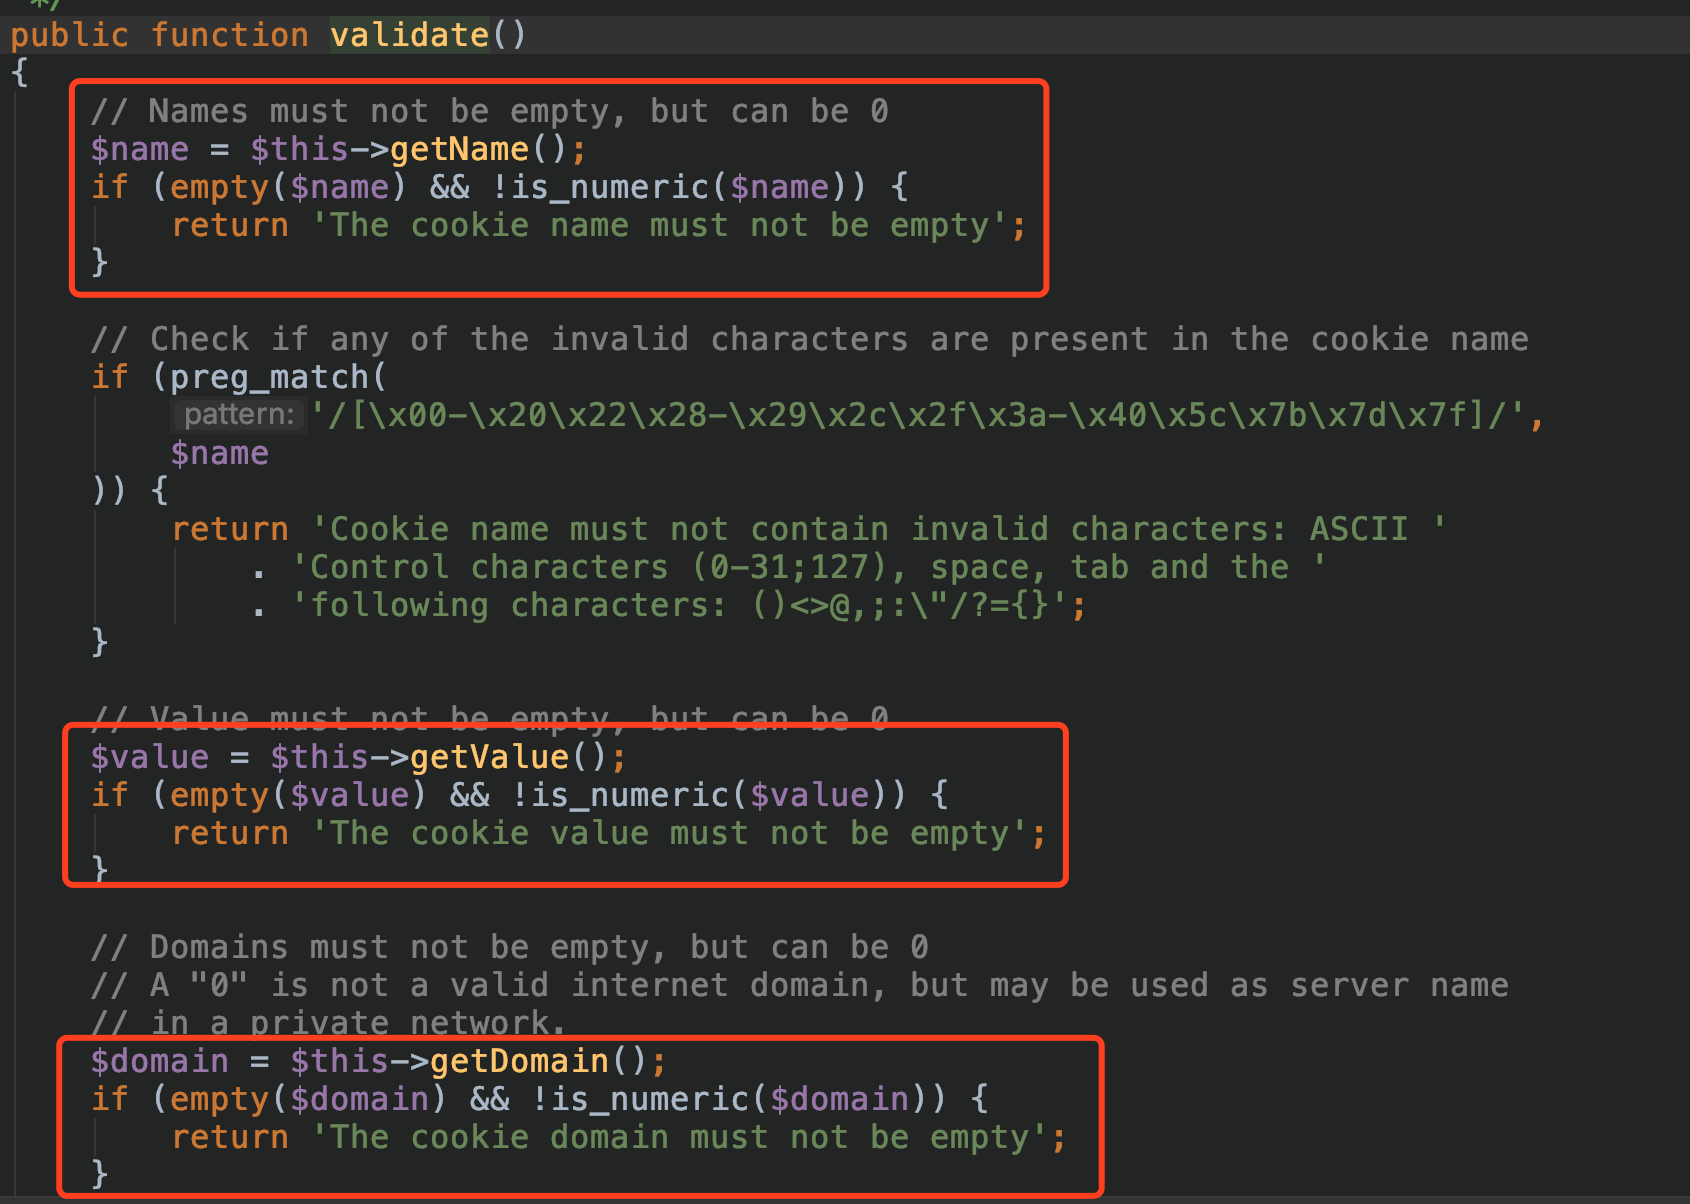 */
public function validate()
{
// Names must not be empty, but can be 0
$name = $this->getName();
if (empty($name) && !is_numeric($name)) {
return 'The cookie name must not be empty';
}
// Check if any of the invalid characters are present in the cookie name
if (preg_match(
pattern: '/[\x00-\x20\x22\x28-\x29\x2c\x2f\x3a-\x40\x5c\x7b\x7d\x7f]/',
$name
)) {
return 'Cookie name must not contain invalid characters: ASCII '
. 'Control characters (0-31;127), space, tab and the '
. 'following characters: ()<>@,;:\"/?={}';
}
// Value must not be empty, but can be 0
$value = $this->getValue();
if (empty($value) && !is_numeric($value)) {
return 'The cookie value must not be empty';
}
// Domains must not be empty, but can be 0
// A "0" is not a valid internet domain, but may be used as server name
// in a private network.
$domain = $this->getDomain();
if (empty($domain) && !is_numeric($domain)) {
return 'The cookie domain must not be empty';
}